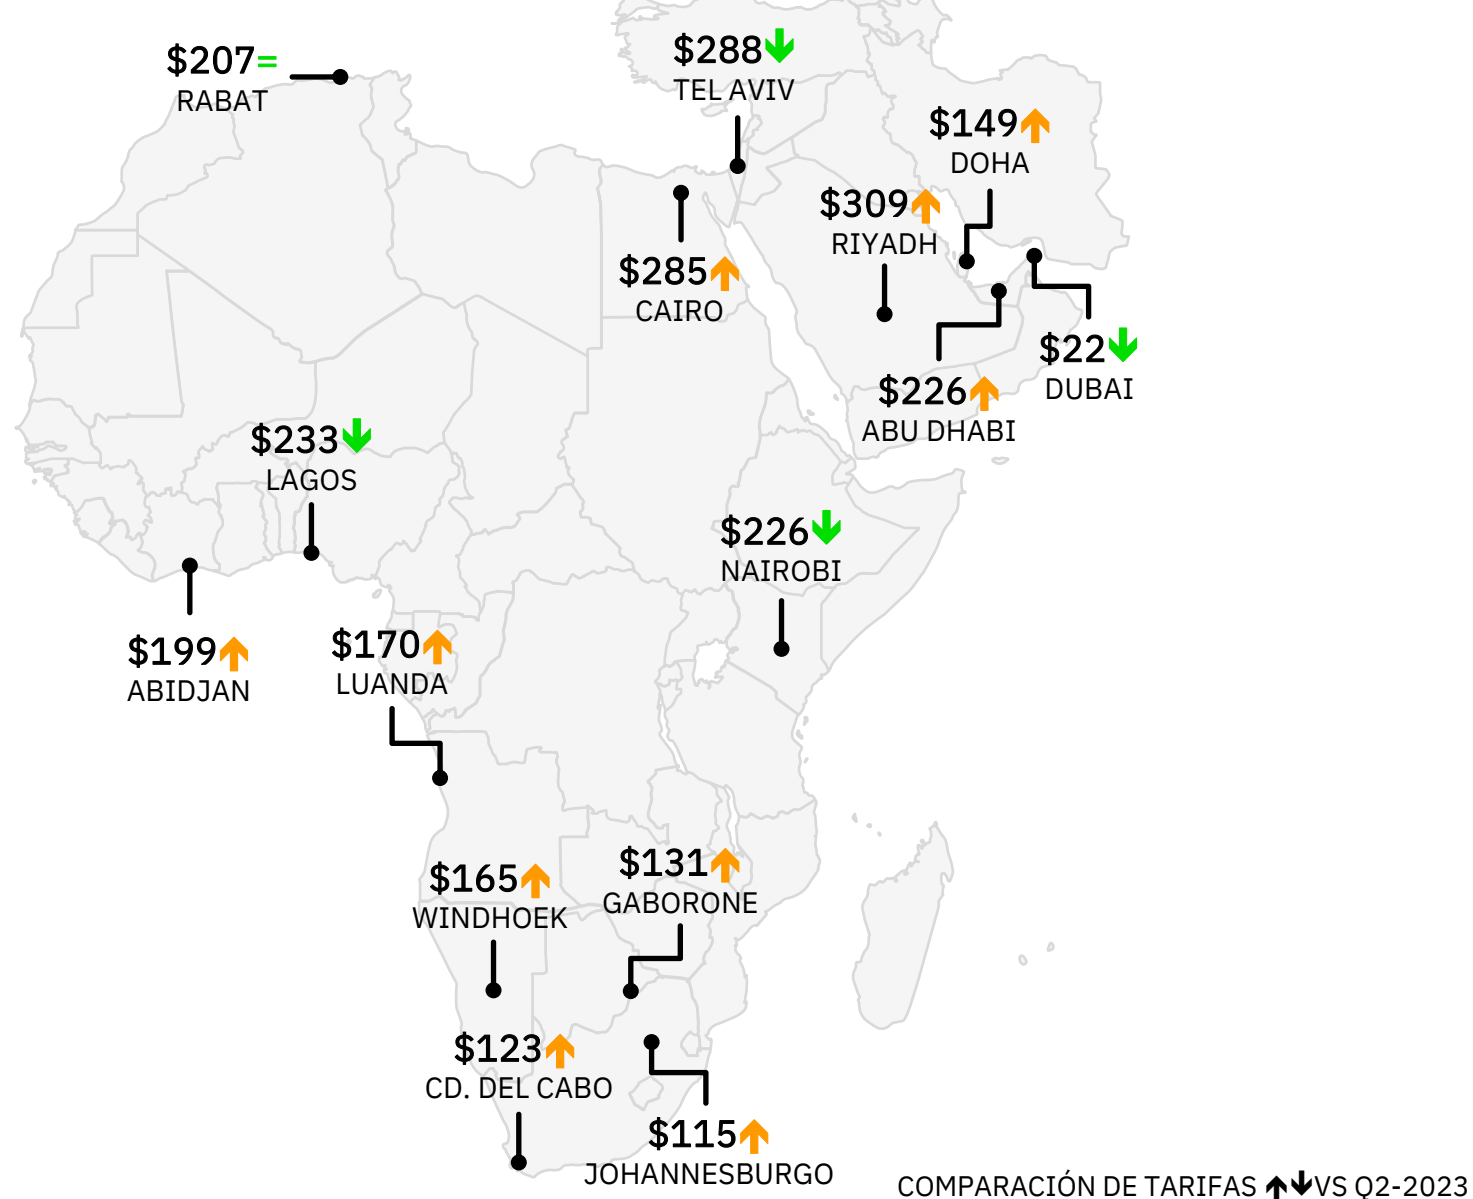 $207=
RABAT
$288↓
TEL AVIV
$149↑
DOHA
$309↑
RIYADH
$285↑
CAIRO
$22↓
DUBAI
$226↑
ABU DHABI
$233↓
LAGOS
$226↓
NAIROBI
$199↑
ABIDJAN
$170↑
LUANDA
$165↑
WINDHOEK
$131↑
GABORONE
$123↑
CD. DEL CABO
$115↑
JOHANNESBURGO
COMPARACIÓN DE TARIFAS ↑↓VS Q2-2023